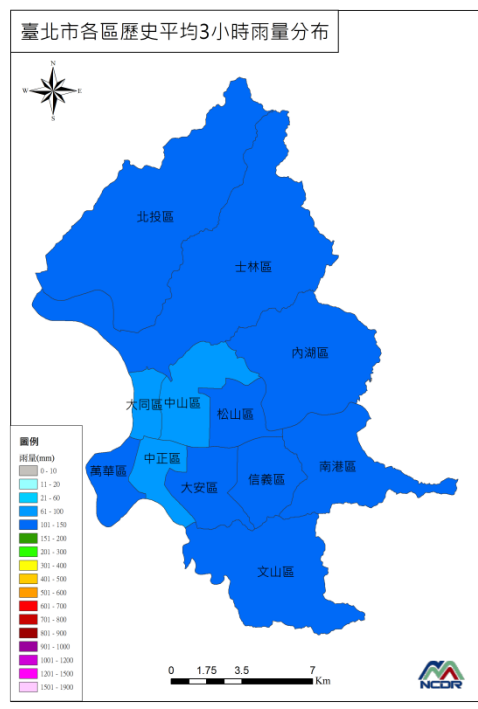 臺北市各區歷史平均3小時雨量分布
N
W
E
S
北投區
士林區
內湖區
大同區
中山區
松山區
萬華區
中正區
大安區
信義區
南港區
文山區
圖例
雨量(mm)
0 - 10
11 - 20
21 - 60
61 - 100
101 - 150
151 - 200
201 - 300
301 - 400
401 - 500
501 - 600
601 - 700
701 - 800
801 - 900
901 - 1000
1001 - 1200
1201 - 1500
1501 - 1900
0 1.75 3.5 7
Km
NCDR